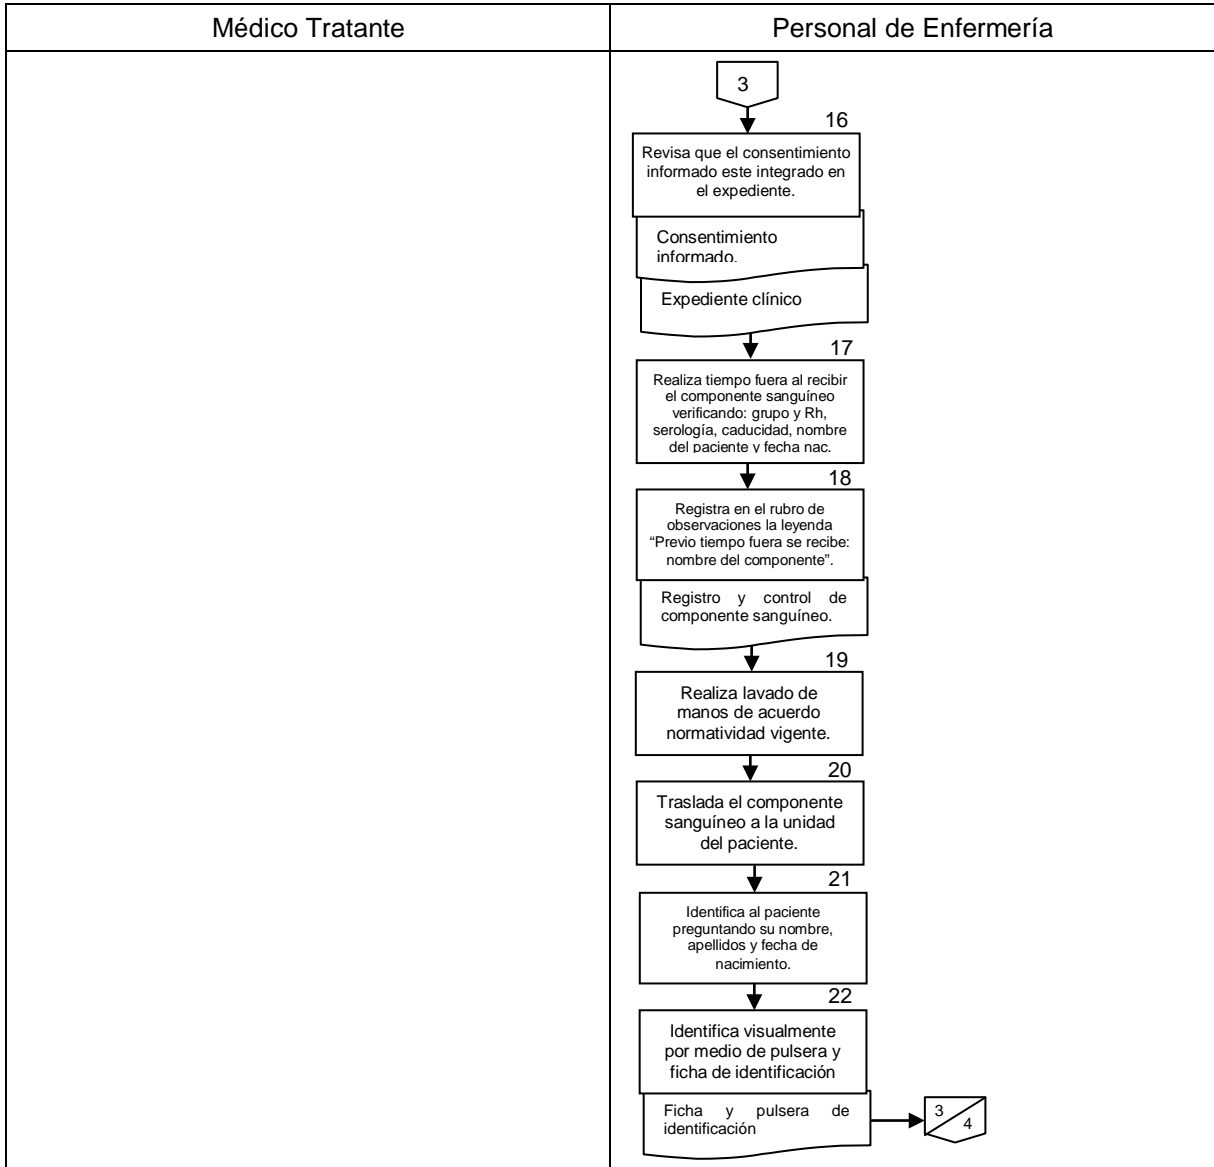 Médico Tratante
Personal de Enfermería
3
16
Revisa que el consentimiento
informado este integrado en
el expediente.
Consentimiento
informado.
Expediente clínico
17
Realiza tiempo fuera al recibir
el componente sanguíneo
verificando: grupo y Rh,
serología, caducidad, nombre
del paciente y fecha nac.
18
Registra en el rubro de
observaciones la leyenda
“Previo tiempo fuera se recibe:
nombre del componente”.
Registro y control de
componente sanguíneo.
19
Realiza lavado de
manos de acuerdo
normatividad vigente.
20
Traslada el componente
sanguíneo a la unidad
del paciente.
21
Identifica al paciente
preguntando su nombre,
apellidos y fecha de
nacimiento.
22
Identifica visualmente
por medio de pulsera y
ficha de identificación
Ficha y pulsera de
identificación
3
4